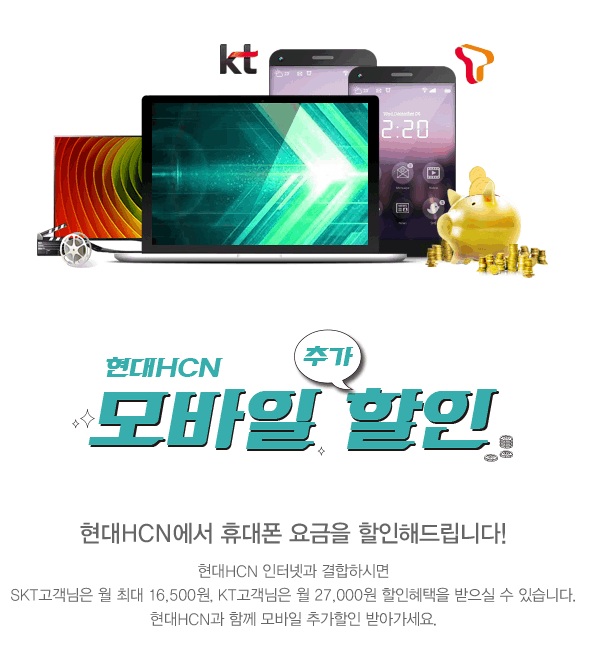 kt
2:20
현대HCN
추가
모바일 할인
현대HCN에서 휴대폰 요금을 할인해드립니다!
현대HCN 인터넷과 결합하시면
SKT고객님은 월 최대 16,500원, KT고객님은 월 27,000원 할인혜택을 받으실 수 있습니다.
현대HCN과 함께 모바일 추가할인 받아가세요.